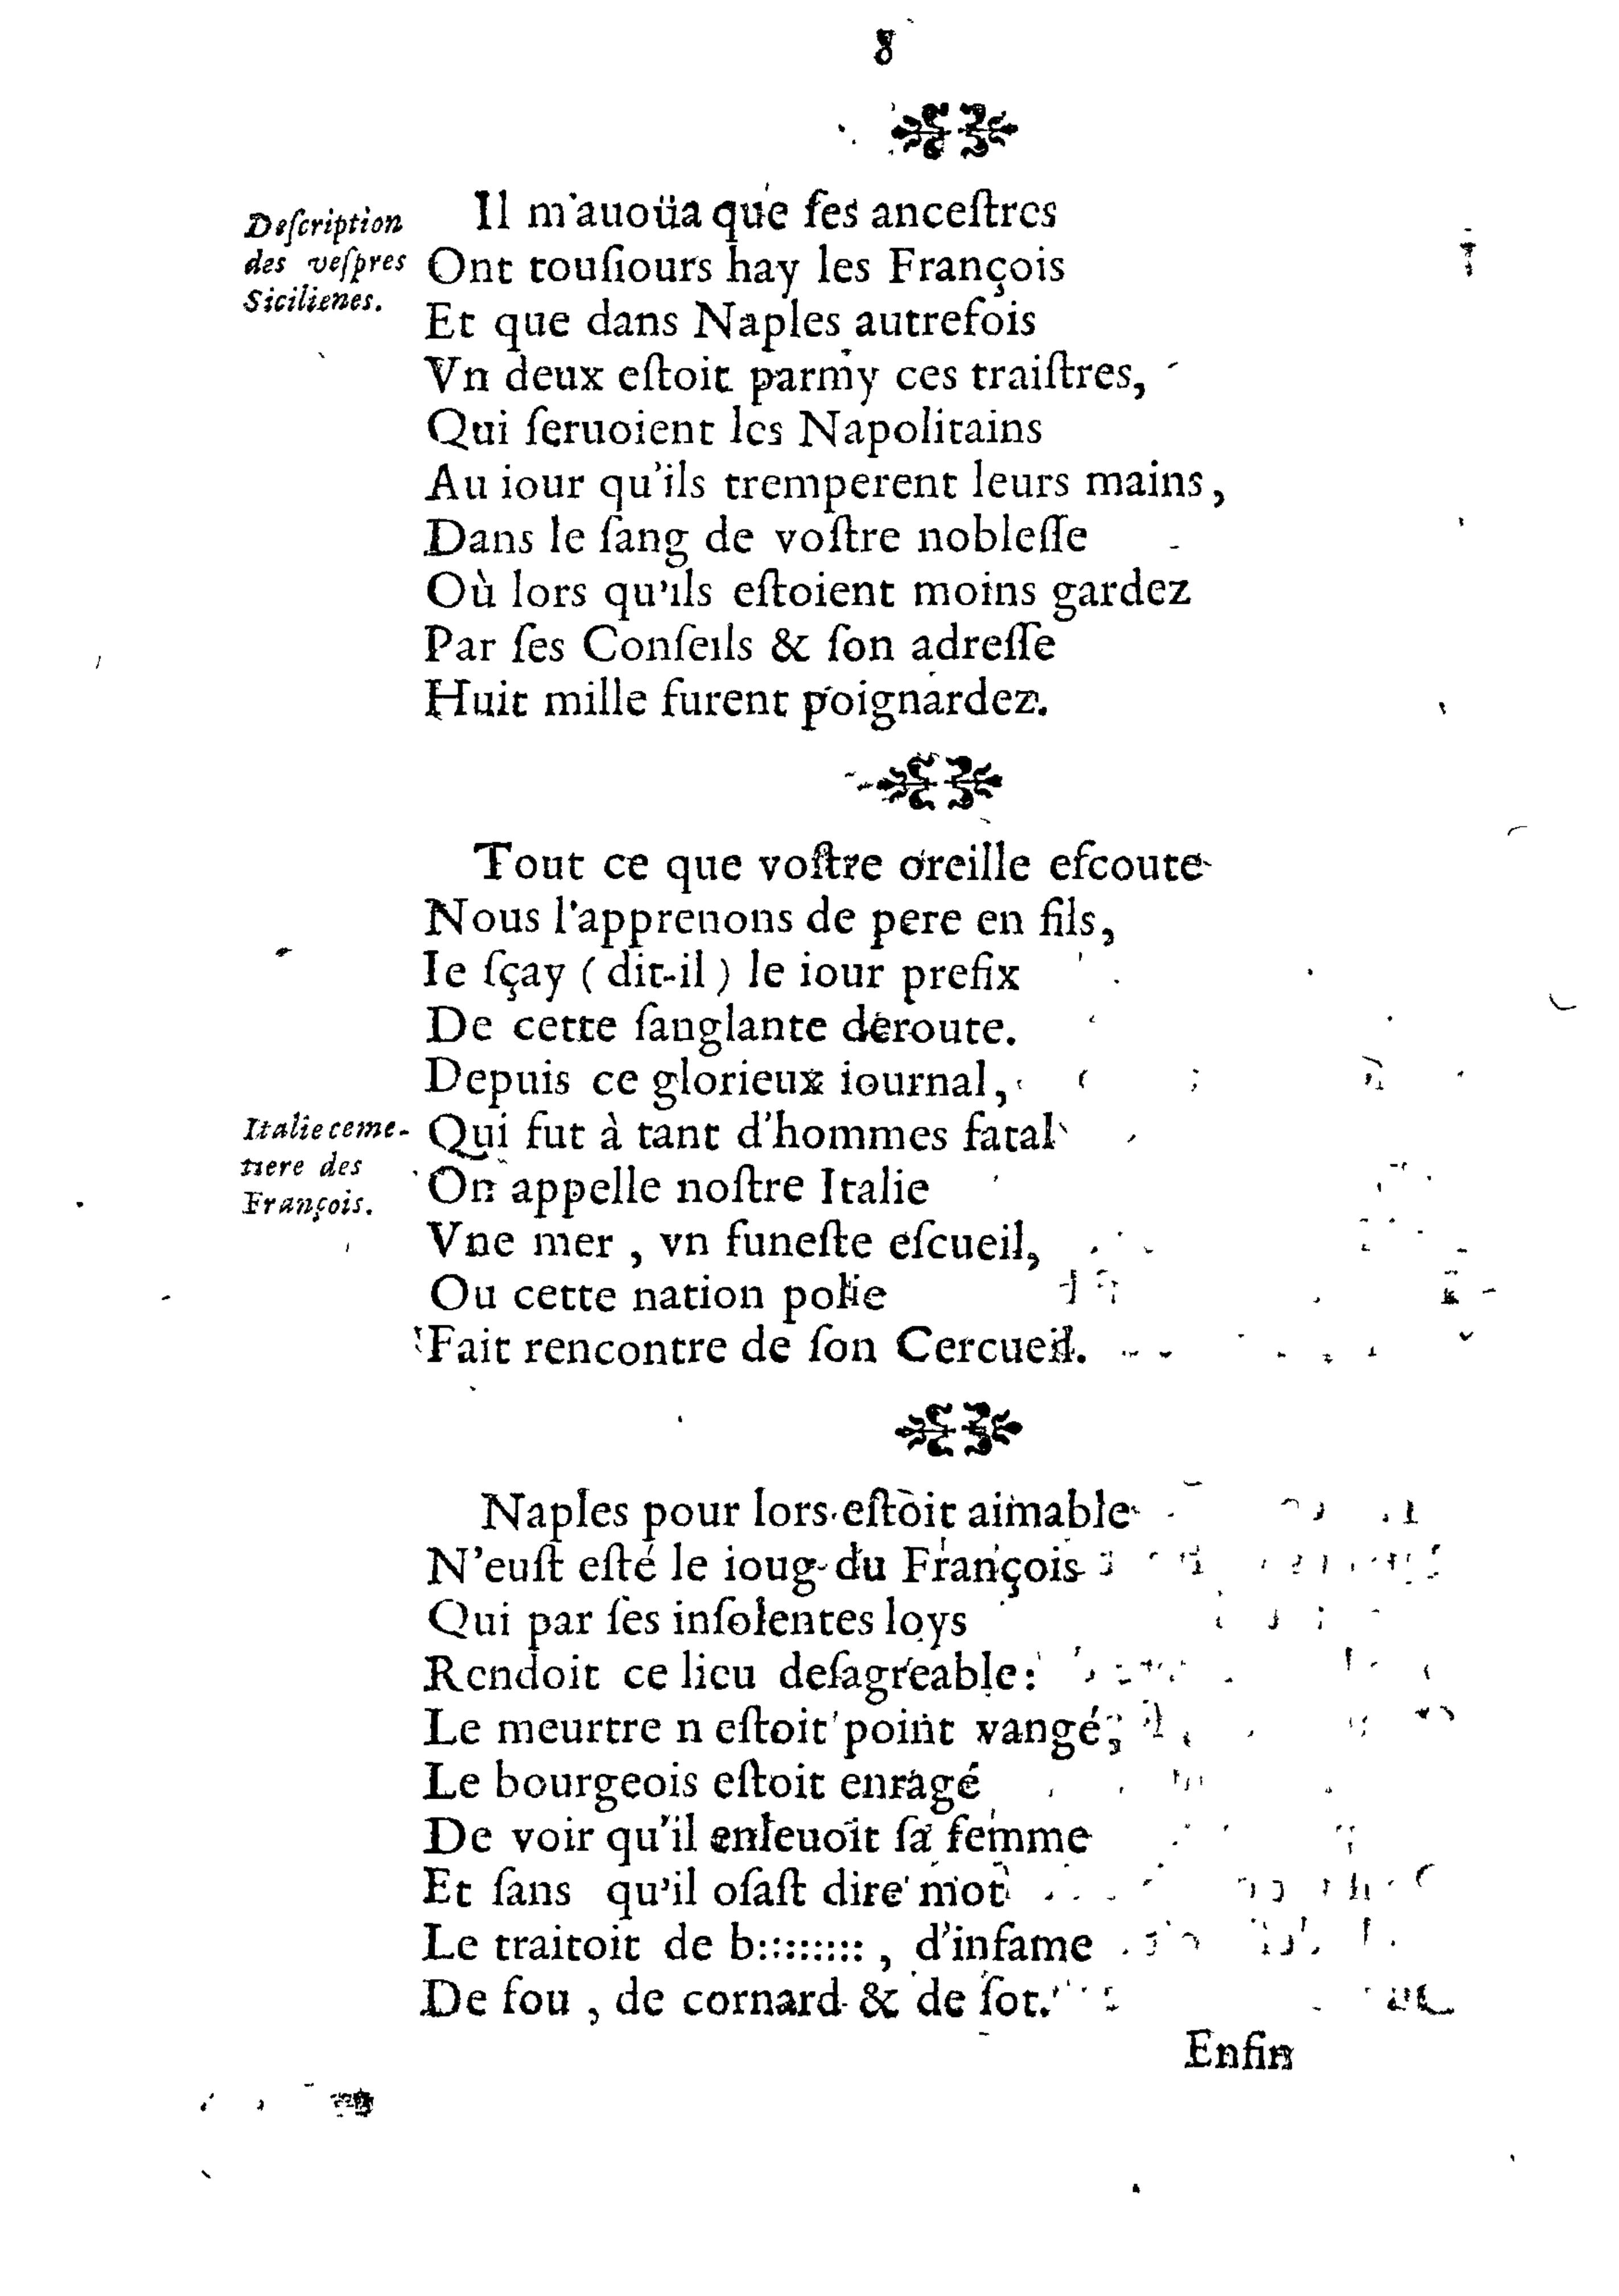 8
Deſcription
des veſpres
Sicilienes.
Il m'auoüa que ſes anceſtres
Ont touſiours hay les François
Et que dans Naples autrefois
Vn deux eſtoit parmy ces traiſtres,
Qui ſeruoient les Napolitains
Au iour qu'ils tremperent leurs mains,
Dans le ſang de voſtre nobleſſe
Où lors qu'ils eſtoient moins gardez
Par ſes Conſeils & ſon adreſſe
Huit mille furent poignardez.
Tout ce que voſtre oreille eſcoute
Nous l'apprenons de pere en fils,
Ie ſçay (dit-il) le iour prefix
De cette ſanglante déroute.
Depuis ce glorieux iournal,
Italie ceme-
tiere des
François.
Qui fut à tant d'hommes fatal
On appelle noſtre Italie
Vne mer, vn funeſte eſcueil,
Ou cette nation polie
Fait rencontre de ſon Cercueil.
Naples pour lors eſtoit aimable
N'euſt eſté le ioug du François
Qui par ſes inſolentes loys
Rendoit ce lieu deſagreable:
Le meurtre n'eſtoit point vangé,
Le bourgeois eſtoit enragé
De voir qu'il enleuoit ſa femme
Et ſans qu'il oſaſt dire mot
Le traitoit de b:::::::::, d'infame
De fou, de cornard & de ſot.
Enfin